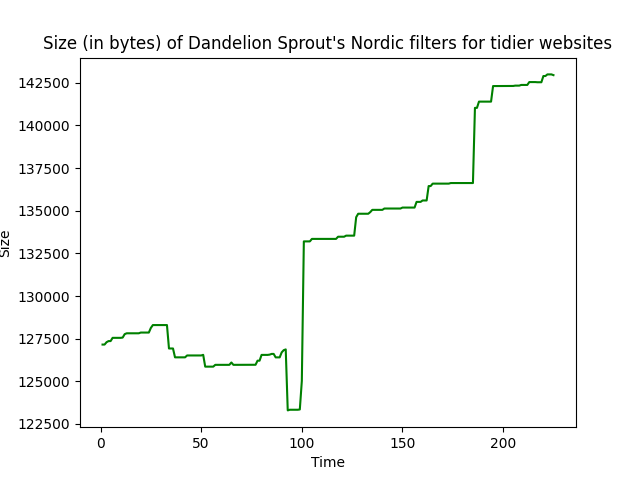 Size (in bytes) of Dandelion Sprout's Nordic filters for tidier websites
142500
140000
137500
135000
132500
130000
127500
125000
122500
Size
0 50 100 150 200
Time